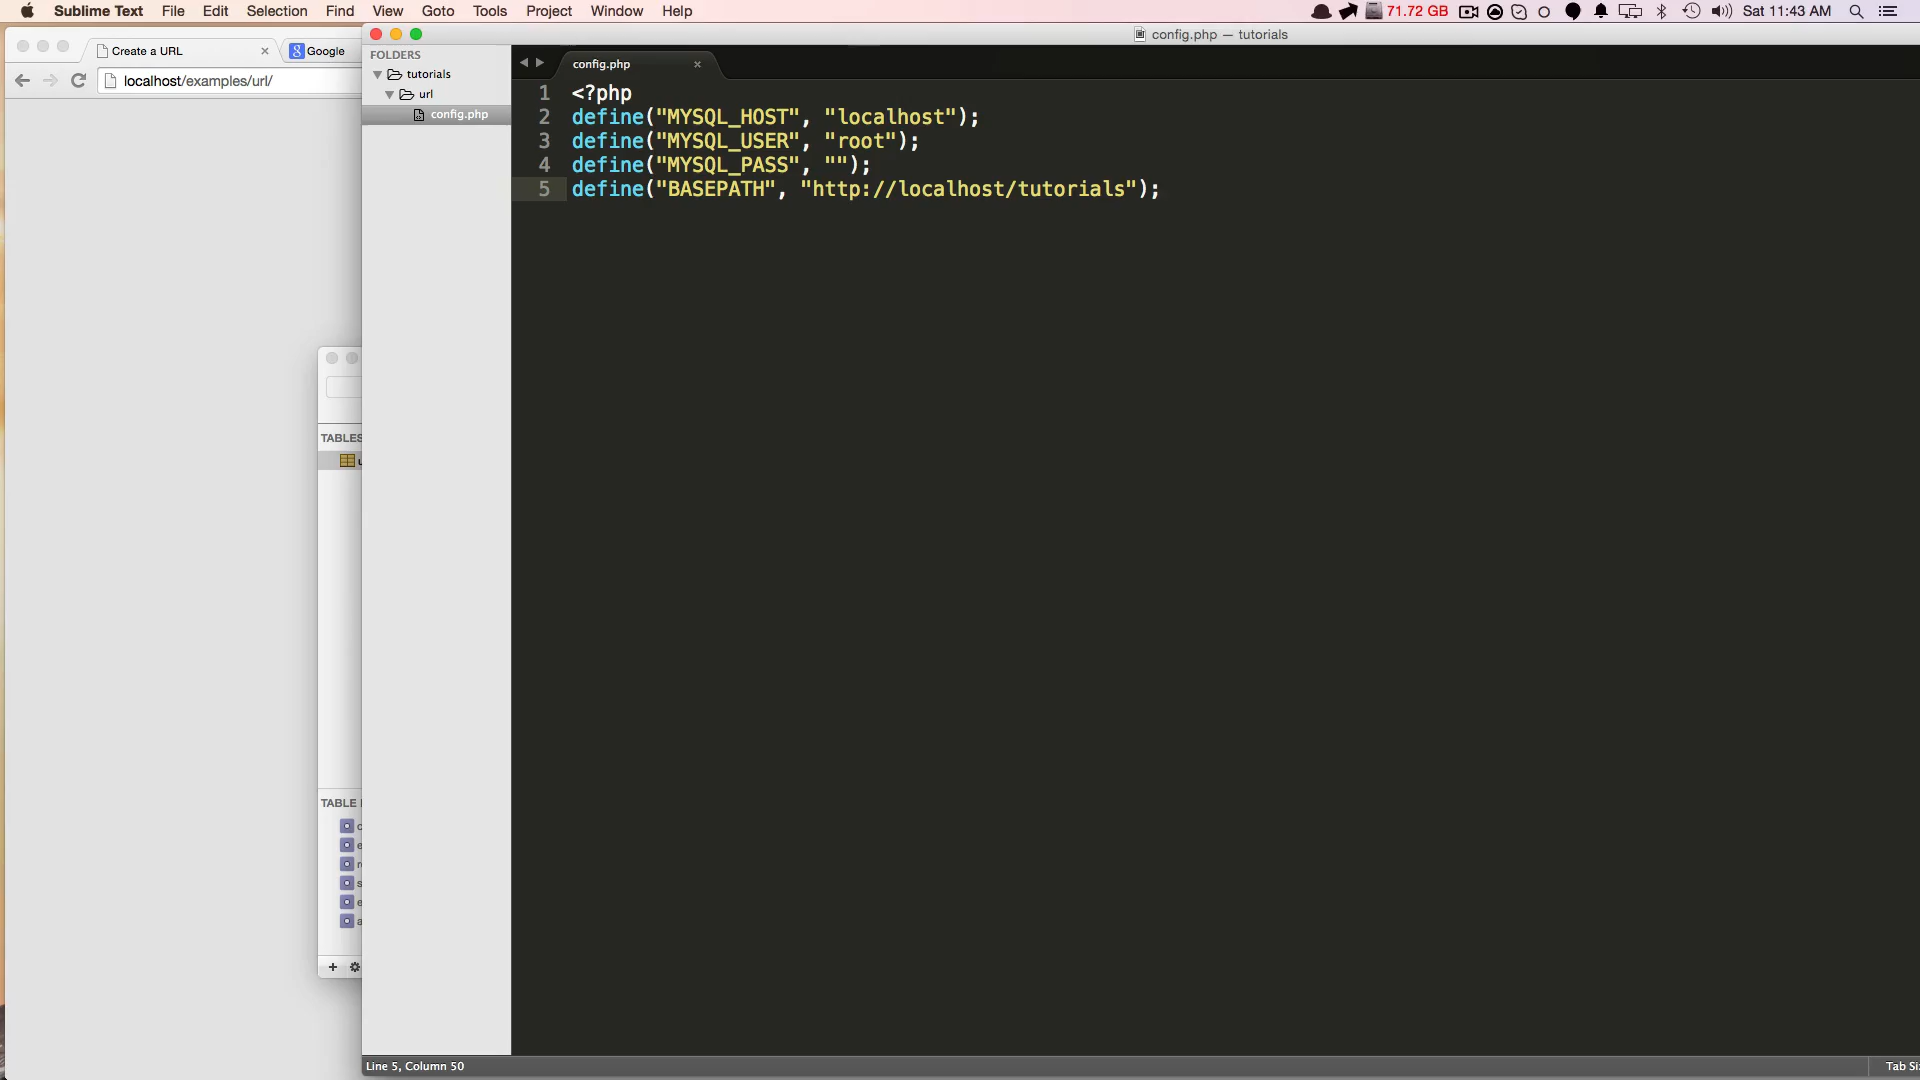 Sublime Text File Edit Selection Find View Goto Tools Project Window Help 71.72 GB Sat 11:43 AM
Create a URL Google
localhost/examples/url/
config.php — tutorials
FOLDERS
tutorials
url
config.php
config.php
1 <?php
2 define("MYSQL_HOST", "localhost");
3 define("MYSQL_USER", "root");
4 define("MYSQL_PASS", "");
5 define("BASEPATH", "http://localhost/tutorials");
TABLES
TABLE
Line 5, Column 50
Tab